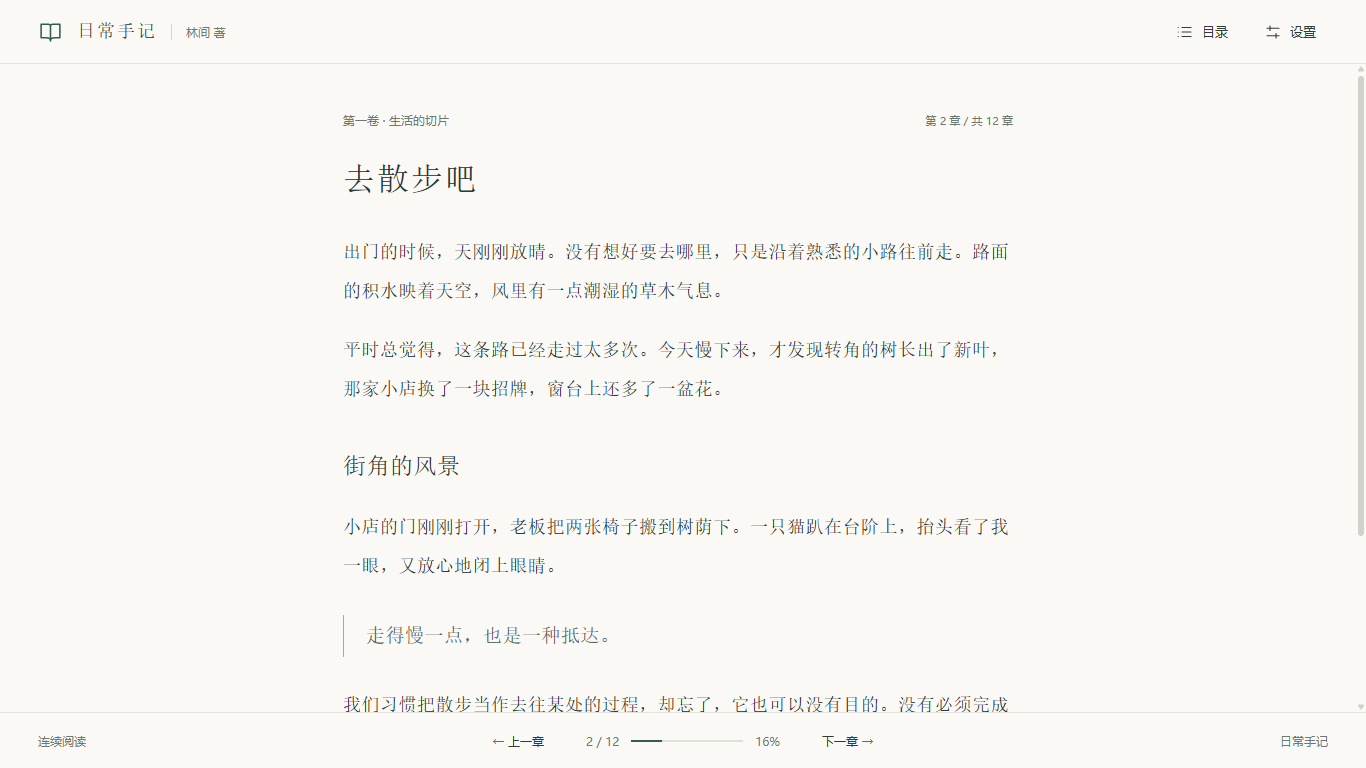 日常手记
林间 著
目录
设置
第一卷 · 生活的切片
第 2 章 / 共 12 章
去散步吧
出门的时候，天刚刚放晴。没有想好要去哪里，只是沿着熟悉的小路往前走。路面
的积水映着天空，风里有一点潮湿的草木气息。
平时总觉得，这条路已经走过太多次。今天慢下来，才发现转角的树长出了新叶，
那家小店换了一块招牌，窗台上还多了一盆花。
街角的风景
小店的门刚刚打开，老板把两张椅子搬到树荫下。一只猫趴在台阶上，抬头看了我
一眼，又放心地闭上眼睛。
走得慢一点，也是一种抵达。
我们习惯把散步当作去往某处的过程，却忘了，它也可以没有目的。没有必须完成
连续阅读
← 上一章
2 / 12
16%
下一章 →
日常手记